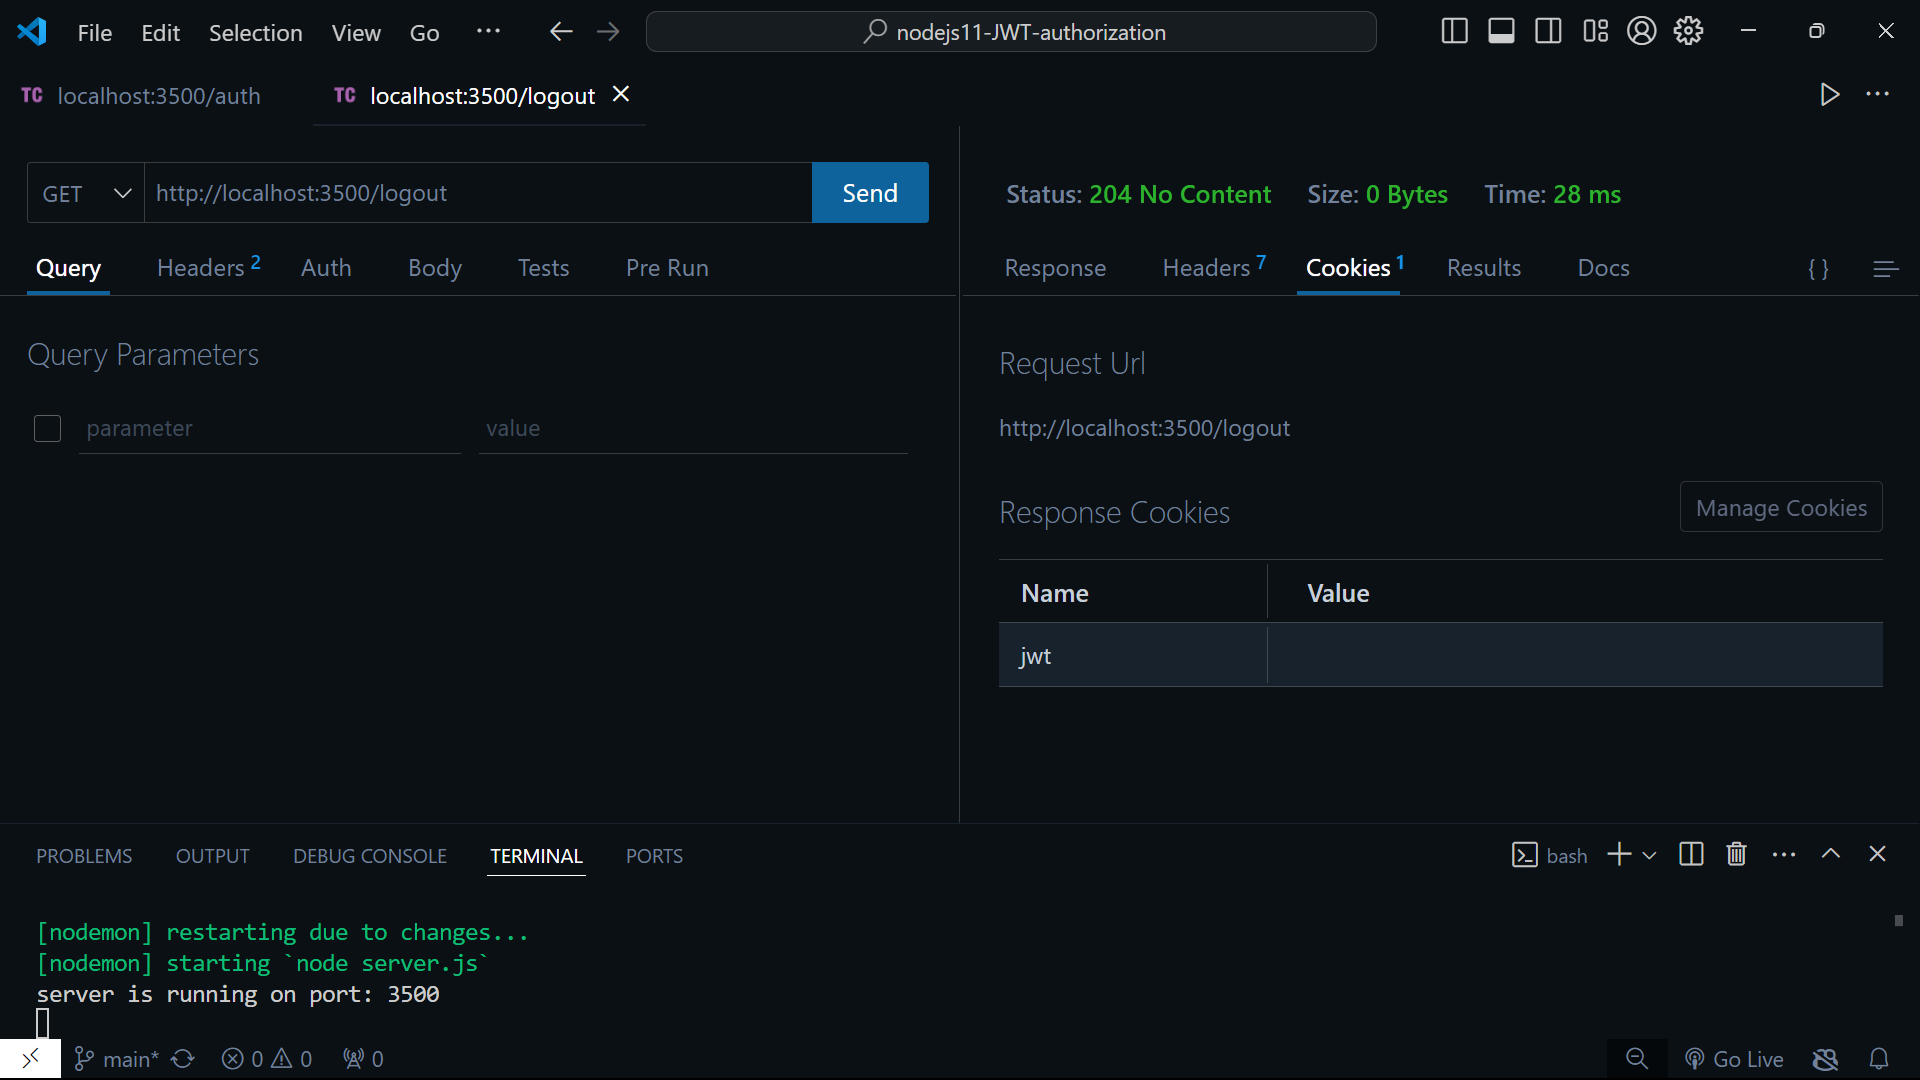 File Edit Selection View Go ··· nodejs11-JWT-authorization
TC localhost:3500/auth TC localhost:3500/logout
GET http://localhost:3500/logout Send
Query Headers 2 Auth Body Tests Pre Run
Query Parameters
parameter value
Status: 204 No Content Size: 0 Bytes Time: 28 ms
Response Headers 7 Cookies 1 Results Docs { }
Request Url
http://localhost:3500/logout
Response Cookies Manage Cookies
Name Value
jwt
PROBLEMS OUTPUT DEBUG CONSOLE TERMINAL PORTS bash
[nodemon] restarting due to changes...
[nodemon] starting `node server.js`
server is running on port: 3500
main* 0 0 0 Go Live